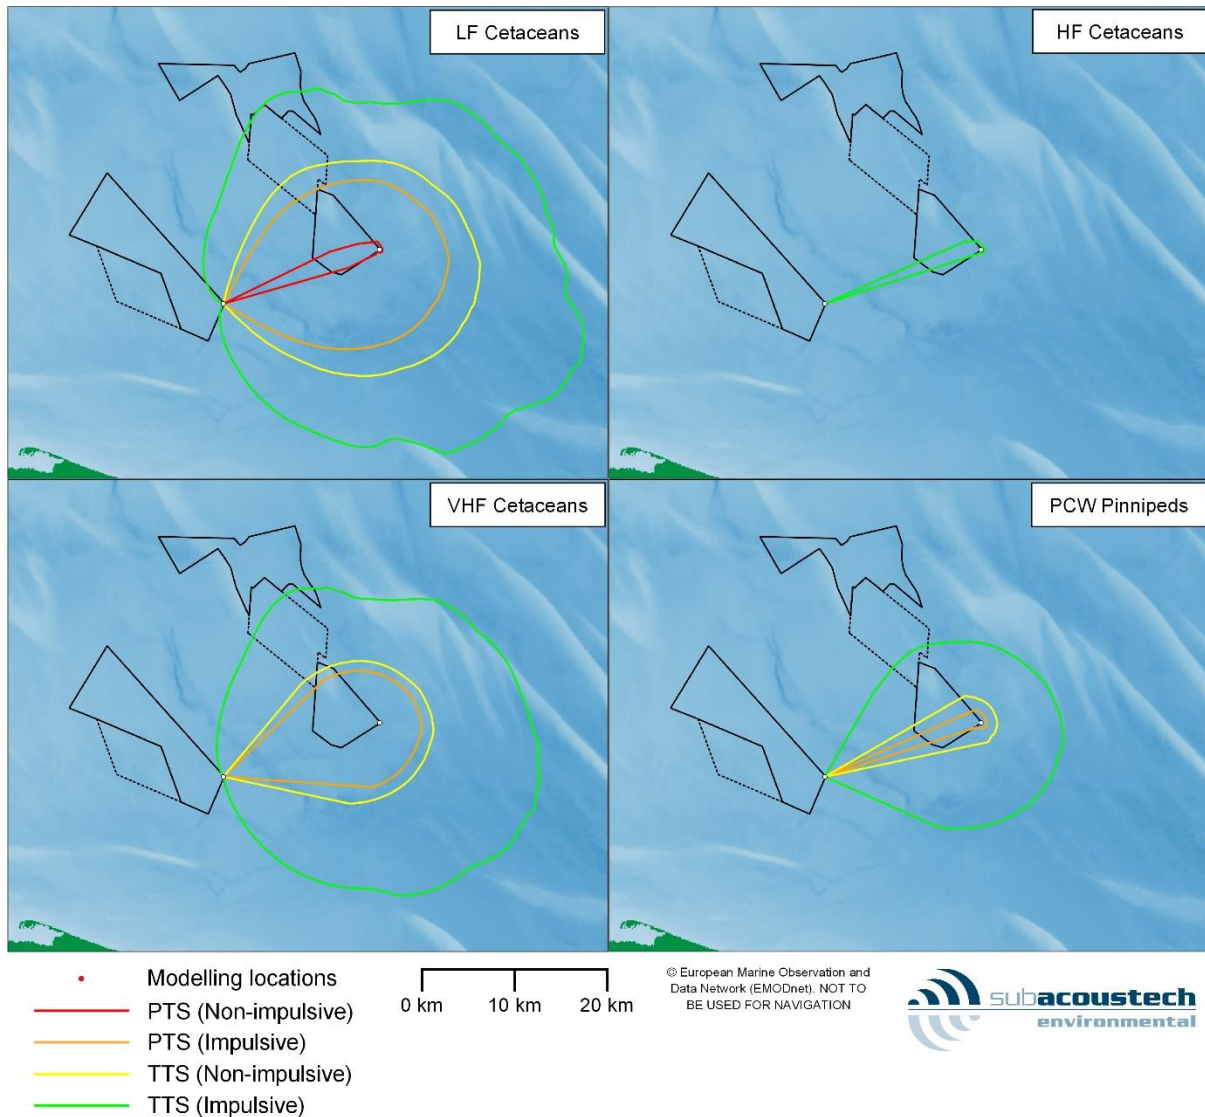 LF Cetaceans
HF Cetaceans
VHF Cetaceans
PCW Pinnipeds
Modelling locations
PTS (Non-impulsive)
PTS (Impulsive)
TTS (Non-impulsive)
TTS (Impulsive)
0 km 10 km 20 km
© European Marine Observation and
Data Network (EMODnet). NOT TO
BE USED FOR NAVIGATION
subacoustech
environmental